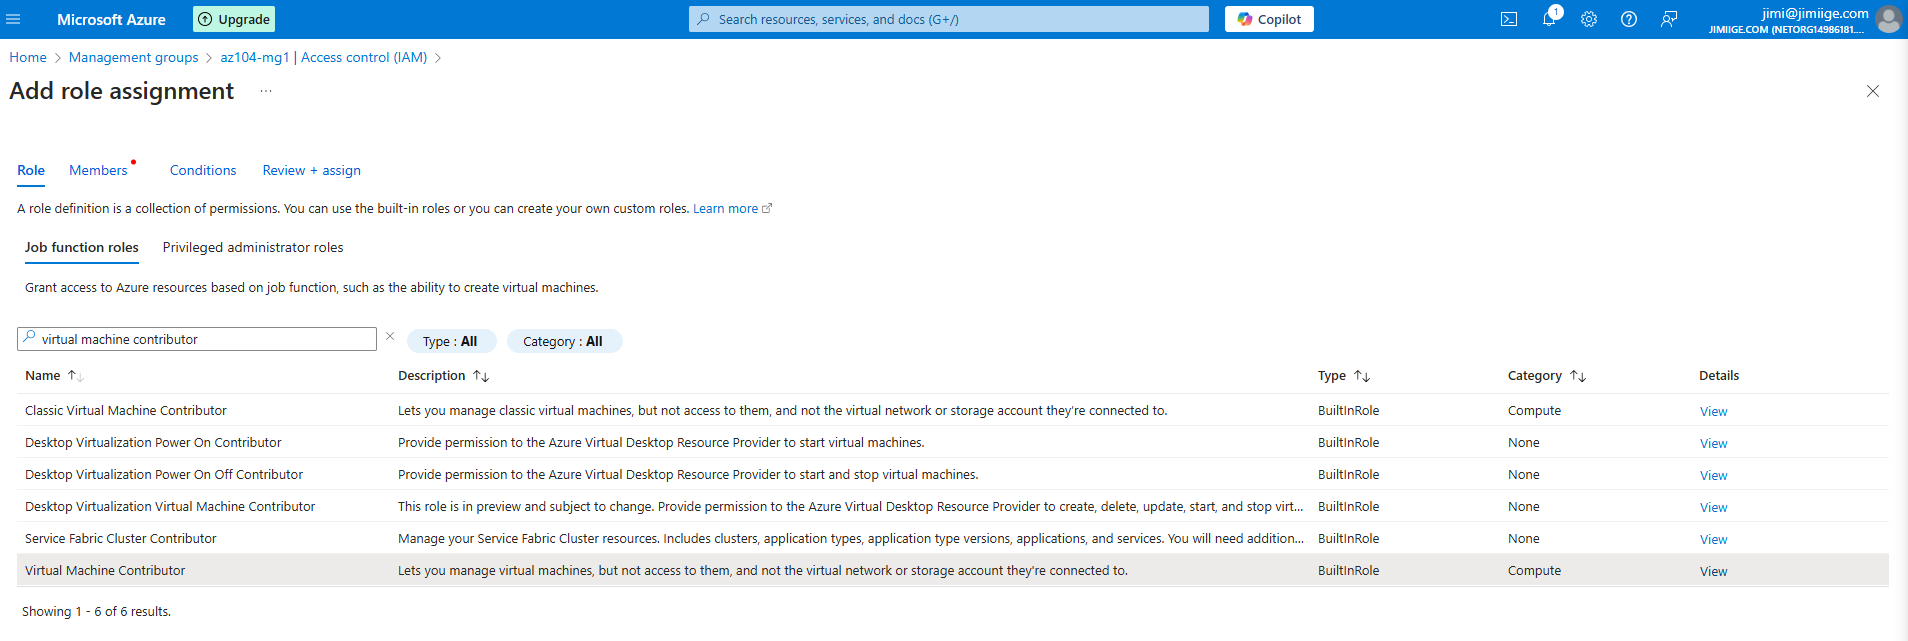 Microsoft Azure
Upgrade
Search resources, services, and docs (G+/)
Copilot
1
jimi@jimiige.com
JIMIIGE.COM (NETORG14986181....
Home > Management groups > az104-mg1 | Access control (IAM) >
Add role assignment ...
Role Members Conditions Review + assign
A role definition is a collection of permissions. You can use the built-in roles or you can create your own custom roles. Learn more
Job function roles Privileged administrator roles
Grant access to Azure resources based on job function, such as the ability to create virtual machines.
virtual machine contributor
Type : All
Category : All
Name Description Type Category Details
Classic Virtual Machine Contributor Lets you manage classic virtual machines, but not access to them, and not the virtual network or storage account they're connected to. BuiltInRole Compute View
Desktop Virtualization Power On Contributor Provide permission to the Azure Virtual Desktop Resource Provider to start virtual machines. BuiltInRole None View
Desktop Virtualization Power On Off Contributor Provide permission to the Azure Virtual Desktop Resource Provider to start and stop virtual machines. BuiltInRole None View
Desktop Virtualization Virtual Machine Contributor This role is in preview and subject to change. Provide permission to the Azure Virtual Desktop Resource Provider to create, delete, update, start, and stop virt... BuiltInRole None View
Service Fabric Cluster Contributor Manage your Service Fabric Cluster resources. Includes clusters, application types, application type versions, applications, and services. You will need addition... BuiltInRole None View
Virtual Machine Contributor Lets you manage virtual machines, but not access to them, and not the virtual network or storage account they're connected to. BuiltInRole Compute View
Showing 1 - 6 of 6 results.